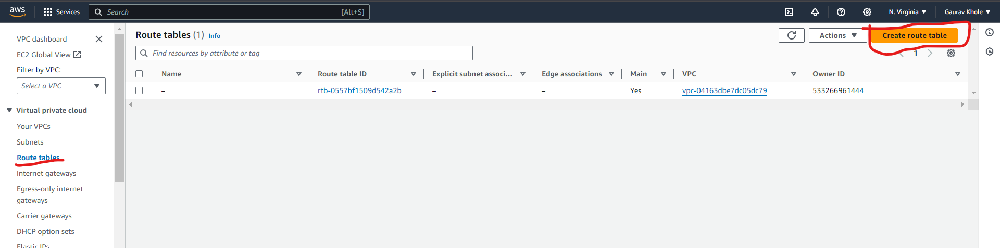 aws Services Search [Alt+S] N. Virginia Gaurav Khole
VPC dashboard
EC2 Global View
Filter by VPC:
Select a VPC
Virtual private cloud
Your VPCs
Subnets
Route tables
Internet gateways
Egress-only internet
gateways
Carrier gateways
DHCP option sets
Elastic IPs
Route tables (1) Info Actions Create route table
Find resources by attribute or tag 1
Name Route table ID Explicit subnet associ... Edge associations Main VPC Owner ID
– rtb-0557bf1509d542a2b – – Yes vpc-04163dbe7dc05dc79 533266961444